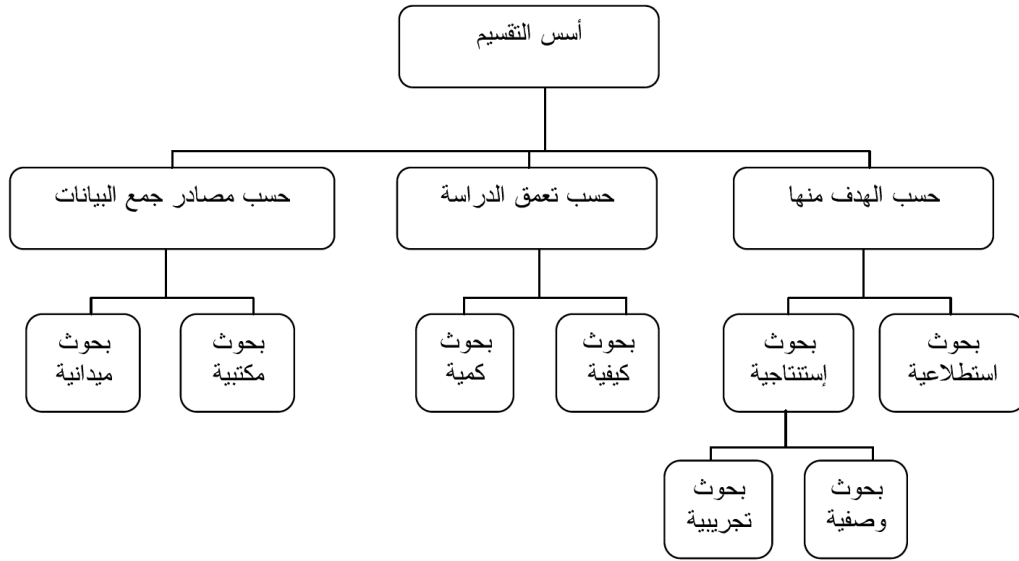 أسس التقسيم
حسب الهدف منها
حسب تعمق الدراسة
حسب مصادر جمع البيانات
بحوث
استطلاعية
بحوث
إستنتاجية
بحوث
كيفية
بحوث
كمية
بحوث
مكتبية
بحوث
ميدانية
بحوث
وصفية
بحوث
تجريبية